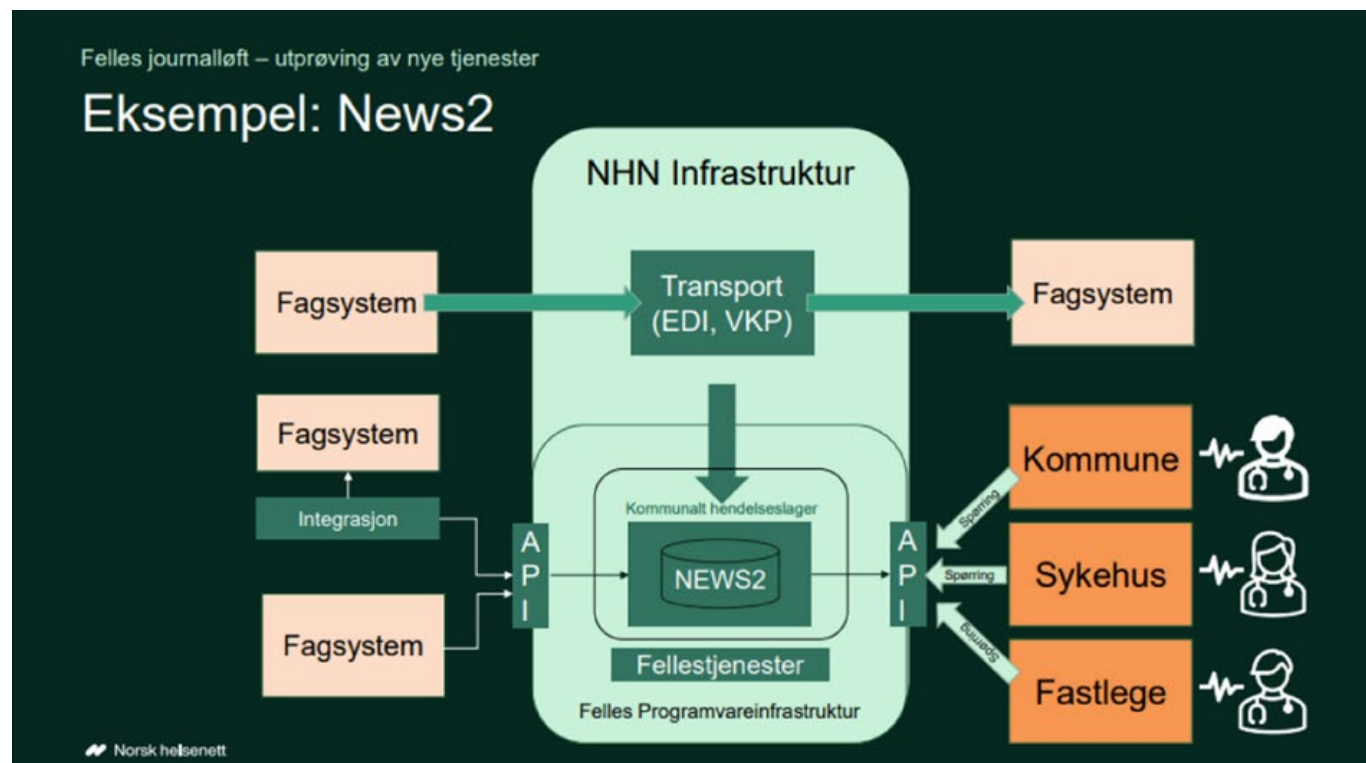 Felles journalløft – utprøving av nye tjenester
Eksempel: News2
NHN Infrastruktur
Fagsystem
Transport
(EDI, VKP)
Fagsystem
Fagsystem
Integrasjon
Fagsystem
A
P
I
Kommunalt hendelseslager
NEWS2
Fellestjenester
Felles Programvareinfrastruktur
A
P
I
Spørring
Spørring
Spørring
Kommune
Sykehus
Fastlege
Norsk helsenett